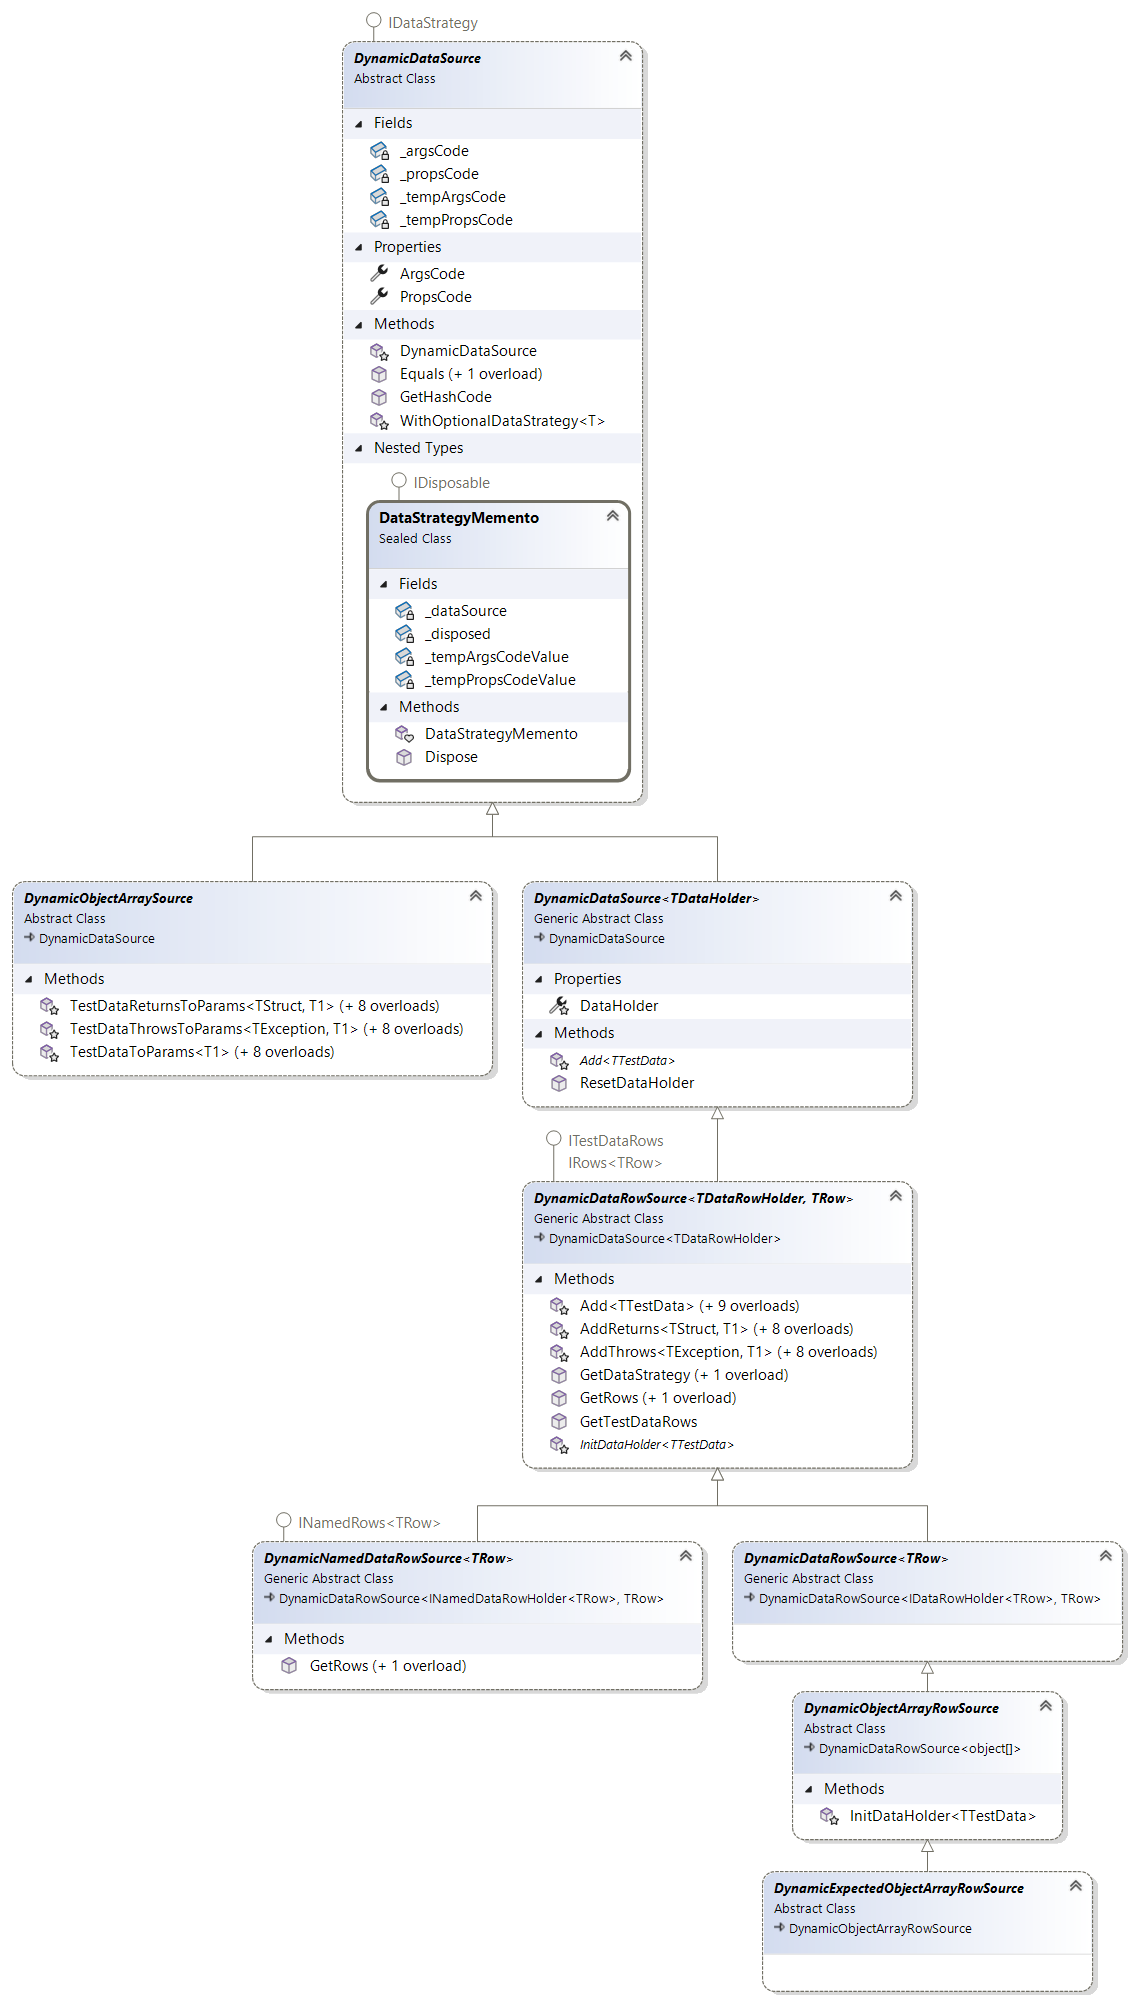 IDataStrategy
DynamicDataSource
Abstract Class
Fields
_argsCode
_propsCode
_tempArgsCode
_tempPropsCode
Properties
ArgsCode
PropsCode
Methods
DynamicDataSource
Equals (+ 1 overload)
GetHashCode
WithOptionalDataStrategy<T>
Nested Types
IDisposable
DataStrategyMemento
Sealed Class
Fields
_dataSource
_disposed
_tempArgsCodeValue
_tempPropsCodeValue
Methods
DataStrategyMemento
Dispose
DynamicObjectArraySource
Abstract Class
DynamicDataSource
Methods
TestDataReturnsToParams<TStruct, T1> (+ 8 overloads)
TestDataThrowsToParams<TException, T1> (+ 8 overloads)
TestDataToParams<T1> (+ 8 overloads)
DynamicDataSource<TDataHolder>
Generic Abstract Class
DynamicDataSource
Properties
DataHolder
Methods
Add<TTestData>
ResetDataHolder
ITestDataRows
IRows<TRow>
DynamicDataRowSource<TDataRowHolder, TRow>
Generic Abstract Class
DynamicDataSource<TDataRowHolder>
Methods
Add<TTestData> (+ 9 overloads)
AddReturns<TStruct, T1> (+ 8 overloads)
AddThrows<TException, T1> (+ 8 overloads)
GetDataStrategy (+ 1 overload)
GetRows (+ 1 overload)
GetTestDataRows
InitDataHolder<TTestData>
INamedRows<TRow>
DynamicNamedDataRowSource<TRow>
Generic Abstract Class
DynamicDataRowSource<INamedDataRowHolder<TRow>, TRow>
Methods
GetRows (+ 1 overload)
DynamicDataRowSource<TRow>
Generic Abstract Class
DynamicDataRowSource<IDataRowHolder<TRow>, TRow>
DynamicObjectArrayRowSource
Abstract Class
DynamicDataRowSource<object[]>
Methods
InitDataHolder<TTestData>
DynamicExpectedObjectArrayRowSource
Abstract Class
DynamicObjectArrayRowSource